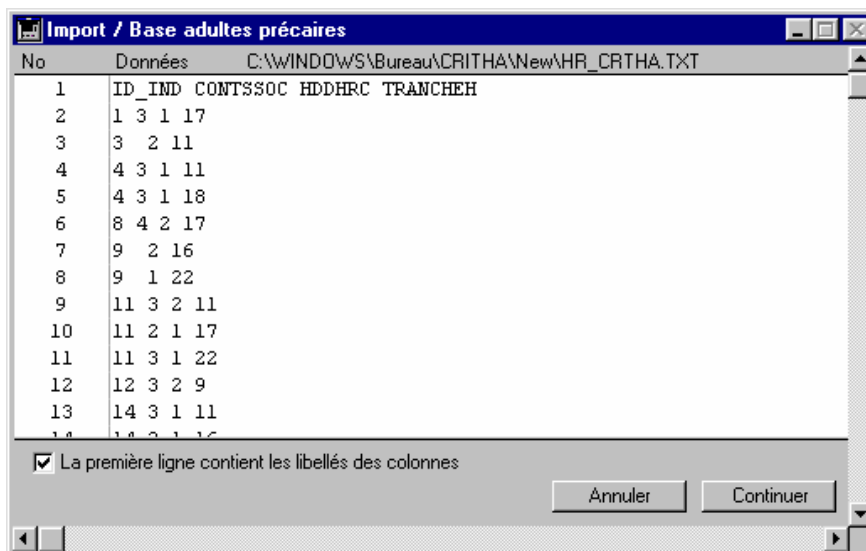 Import / Base adultes précaires
No Données C:\WINDOWS\Bureau\CRITHA\New\HR_CRTHA.TXT
1 ID_IND CONTSSOC HDDHRC TRANCHEH
2 1 3 1 17
3 3  2 11
4 4 3 1 11
5 4 3 1 18
6 8 4 2 17
7 9  2 16
8 9  1 22
9 11 3 2 11
10 11 2 1 17
11 11 3 1 22
12 12 3 2 9
13 14 3 1 11
La première ligne contient les libellés des colonnes
Annuler Continuer